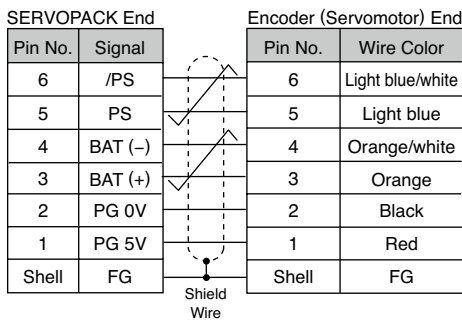 SERVOPACK End Encoder (Servomotor) End
Pin No. Signal Pin No. Wire Color
6 /PS 6 Light blue/white
5 PS 5 Light blue
4 BAT (−) 4 Orange/white
3 BAT (+) 3 Orange
2 PG 0V 2 Black
1 PG 5V 1 Red
Shell FG Shell FG
Shield
Wire